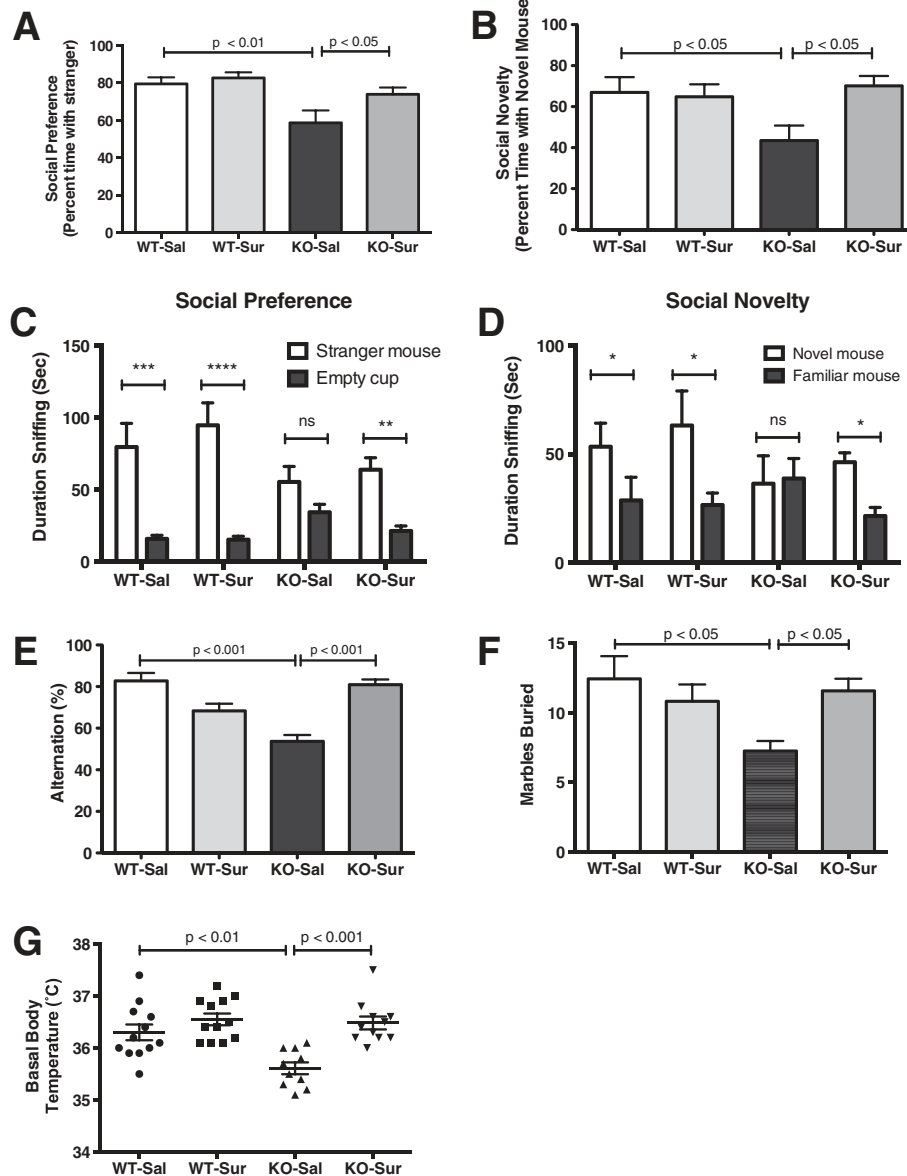 A
Social Preference
(Percent time with stranger)
100
80
60
40
20
0
p < 0.01
p < 0.05
WT-Sal
WT-Sur
KO-Sal
KO-Sur
B
Social Novelty
(Percent Time with Novel Mouse
100
80
60
40
20
0
p < 0.05
p < 0.05
WT-Sal
WT-Sur
KO-Sal
KO-Sur
C
Social Preference
Duration Sniffing (Sec)
150
100
50
0
Stranger mouse
Empty cup
***
****
ns
**
WT-Sal
WT-Sur
KO-Sal
KO-Sur
D
Social Novelty
Duration Sniffing (Sec)
100
50
0
Novel mouse
Familiar mouse
*
*
ns
*
WT-Sal
WT-Sur
KO-Sal
KO-Sur
E
Alternation (%)
100
80
60
40
20
0
p < 0.001
p < 0.001
WT-Sal
WT-Sur
KO-Sal
KO-Sur
F
Marbles Buried
15
10
5
0
p < 0.05
p < 0.05
WT-Sal
WT-Sur
KO-Sal
KO-Sur
G
Basal Body
Temperature (˚C)
38
37
36
35
34
p < 0.01
p < 0.001
WT-Sal
WT-Sur
KO-Sal
KO-Sur